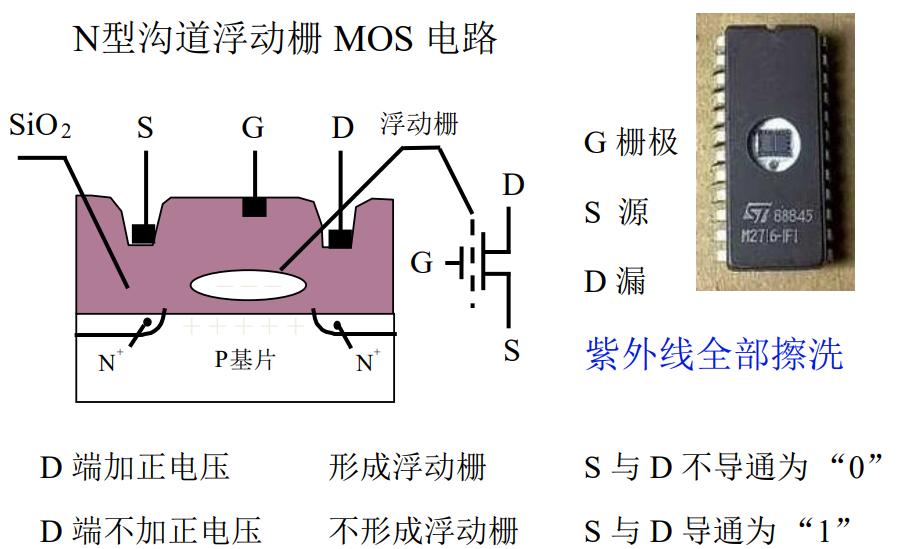 N型沟道浮动栅 MOS 电路
SiO2 S G D 浮动栅
G 栅极
S 源
D 漏
D
G
S
ST 88845
M2716-1F1
N+ P基片 N+
紫外线全部擦洗
D 端加正电压 形成浮动栅 S 与 D 不导通为 “0”
D 端不加正电压 不形成浮动栅 S 与 D 导通为 “1”